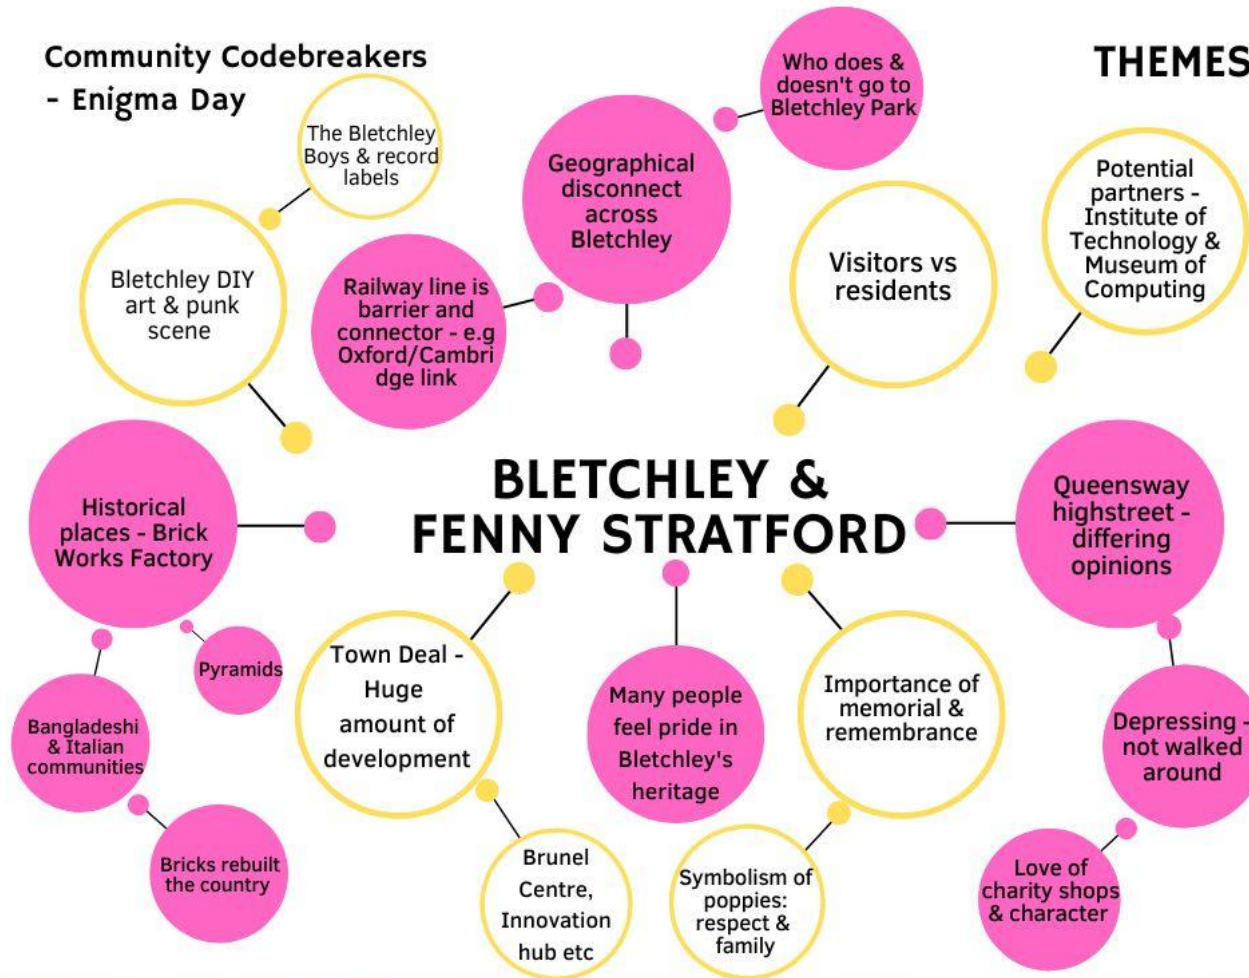 Community Codebreakers
- Enigma Day
THEMES
Who does &
doesn't go to
Bletchley Park
The Bletchley
Boys & record
labels
Geographical
disconnect
across
Bletchley
Potential
partners -
Institute of
Technology &
Museum of
Computing
Bletchley DIY
art & punk
scene
Railway line is
barrier and
connector - e.g
Oxford/Cambri
dge link
Visitors vs
residents
BLETCHLEY &
FENNY STRATFORD
Historical
places - Brick
Works Factory
Queensway
highstreet -
differing
opinions
Pyramids
Bangladeshi
& Italian
communities
Bricks rebuilt
the country
Town Deal -
Huge
amount of
development
Brunel
Centre,
Innovation
hub etc
Many people
feel pride in
Bletchley's
heritage
Importance of
memorial &
remembrance
Symbolism of
poppies:
respect &
family
Depressing -
not walked
around
Love of
charity shops
& character